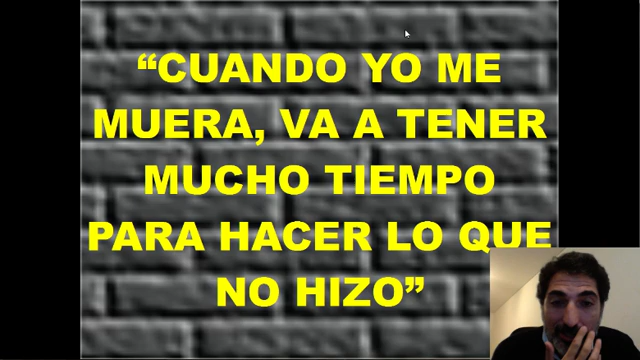 “CUANDO YO ME
MUERA, VA A TENER
MUCHO TIEMPO
PARA HACER LO QUE
NO HIZO”